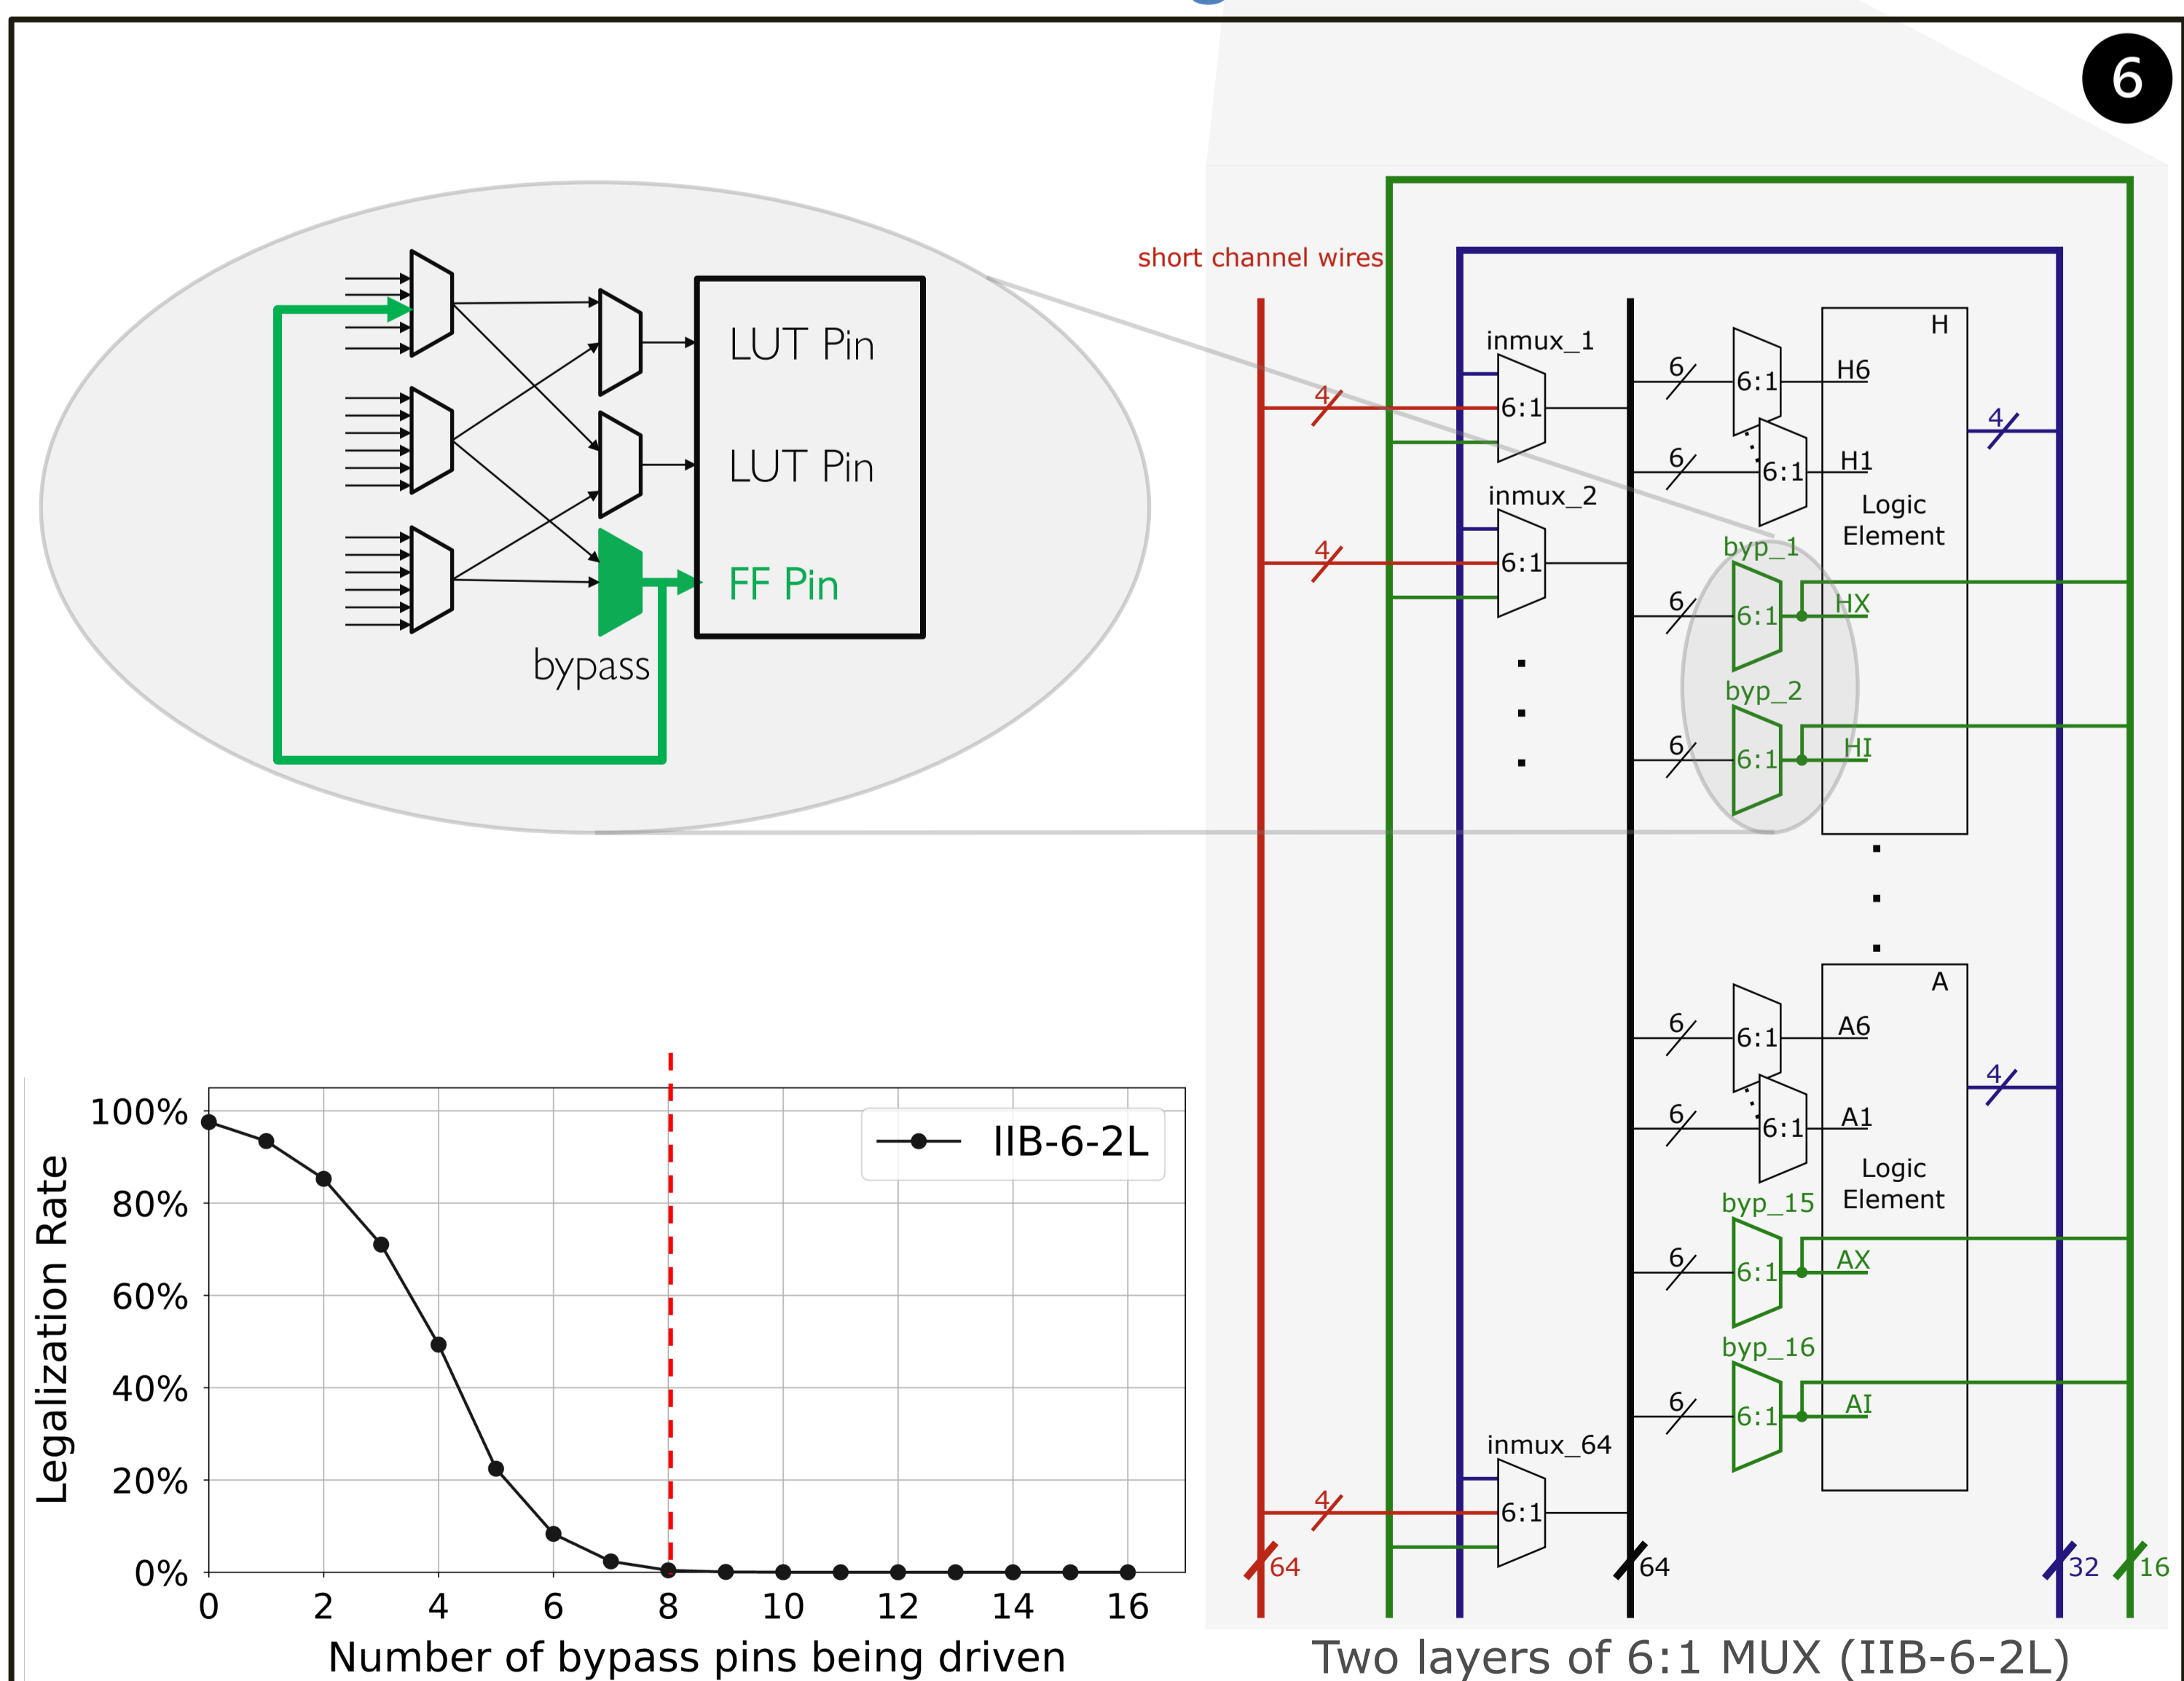 6
LUT Pin
LUT Pin
FF Pin
bypass
short channel wires
inmux_1
4
6:1
inmux_2
4
6:1
6
6:1
H6
H
6
6:1
H1
4
Logic
Element
byp_1
6
6:1
HX
byp_2
6
6:1
HI
6
6:1
A6
A
4
6
6:1
A1
Logic
Element
byp_15
6
6:1
AX
byp_16
6
6:1
AI
inmux_64
4
6:1
64
64
32
16
Two layers of 6:1 MUX (IIB-6-2L)
Legalization Rate
100%
80%
60%
40%
20%
0%
IIB-6-2L
0 2 4 6 8 10 12 14 16
Number of bypass pins being driven